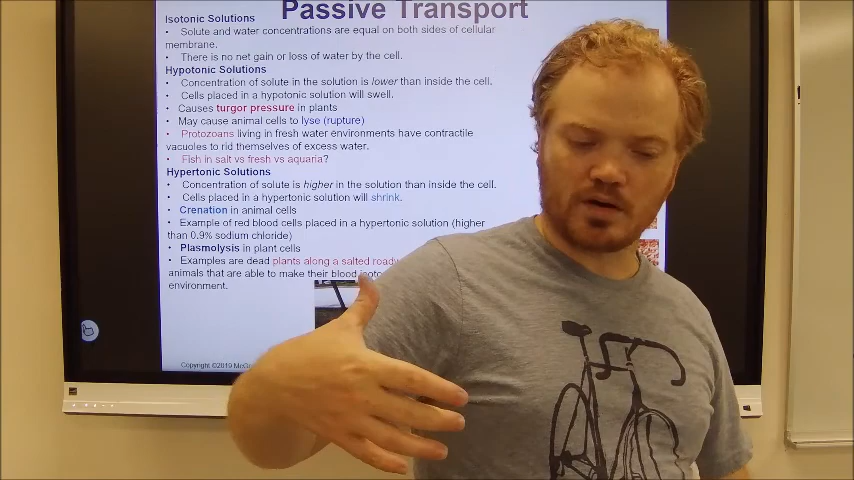 Passive Transport
Isotonic Solutions
• Solute and water concentrations are equal on both sides of cellular
membrane.
• There is no net gain or loss of water by the cell.
Hypotonic Solutions
• Concentration of solute in the solution is lower than inside the cell.
• Cells placed in a hypotonic solution will swell.
• Causes turgor pressure in plants
• May cause animal cells to lyse (rupture)
• Protozoans living in fresh water environments have contractile
vacuoles to rid themselves of excess water.
• Fish in salt vs fresh vs aquaria?
Hypertonic Solutions
• Concentration of solute is higher in the solution than inside the cell.
• Cells placed in a hypertonic solution will shrink.
• Crenation in animal cells
• Example of red blood cells placed in a hypertonic solution (higher
than 0.9% sodium chloride)
• Plasmolysis in plant cells
• Examples are dead plants along a salted
animals that are able to make their blood
environment.
Copyright ©2019